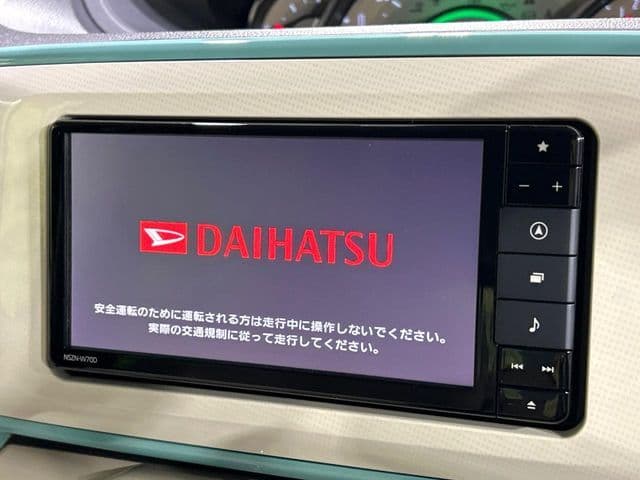 DAIHATSU
安全運転のために運転される方は走行中に操作しないでください。
実際の交通規制に従って走行してください。
NSZN-W70D